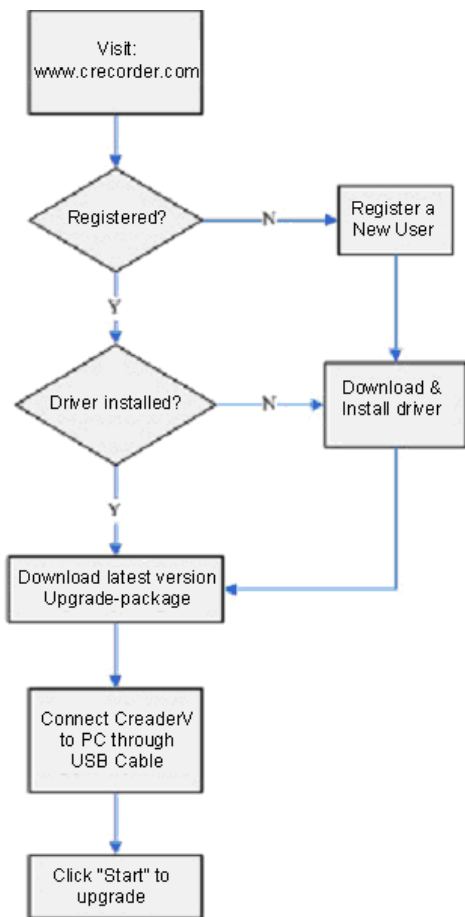 Visit:
www.crecorder.com
Registered?
N
Register a
New User
Y
Driver installed?
N
Download &
Install driver
Y
Download latest version
Upgrade-package
Connect CreaderV
to PC through
USB Cable
Click "Start" to
upgrade